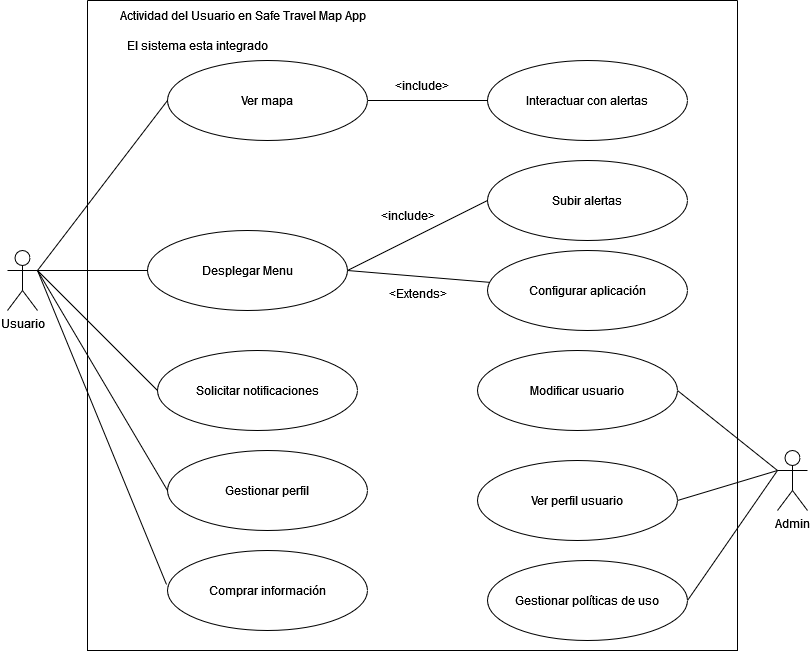 Actividad del Usuario en Safe Travel Map App
El sistema esta integrado
Ver mapa
<include>
Interactuar con alertas
<include>
Subir alertas
Desplegar Menu
<Extends>
Configurar aplicación
Usuario
Solicitar notificaciones
Modificar usuario
Gestionar perfil
Ver perfil usuario
Admin
Comprar información
Gestionar políticas de uso